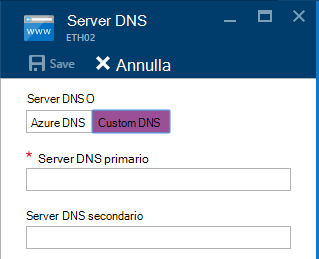 Server DNS
ETH02
www
Save
Annulla
Server DNS O
Azure DNS
Custom DNS
* Server DNS primario
Server DNS secondario